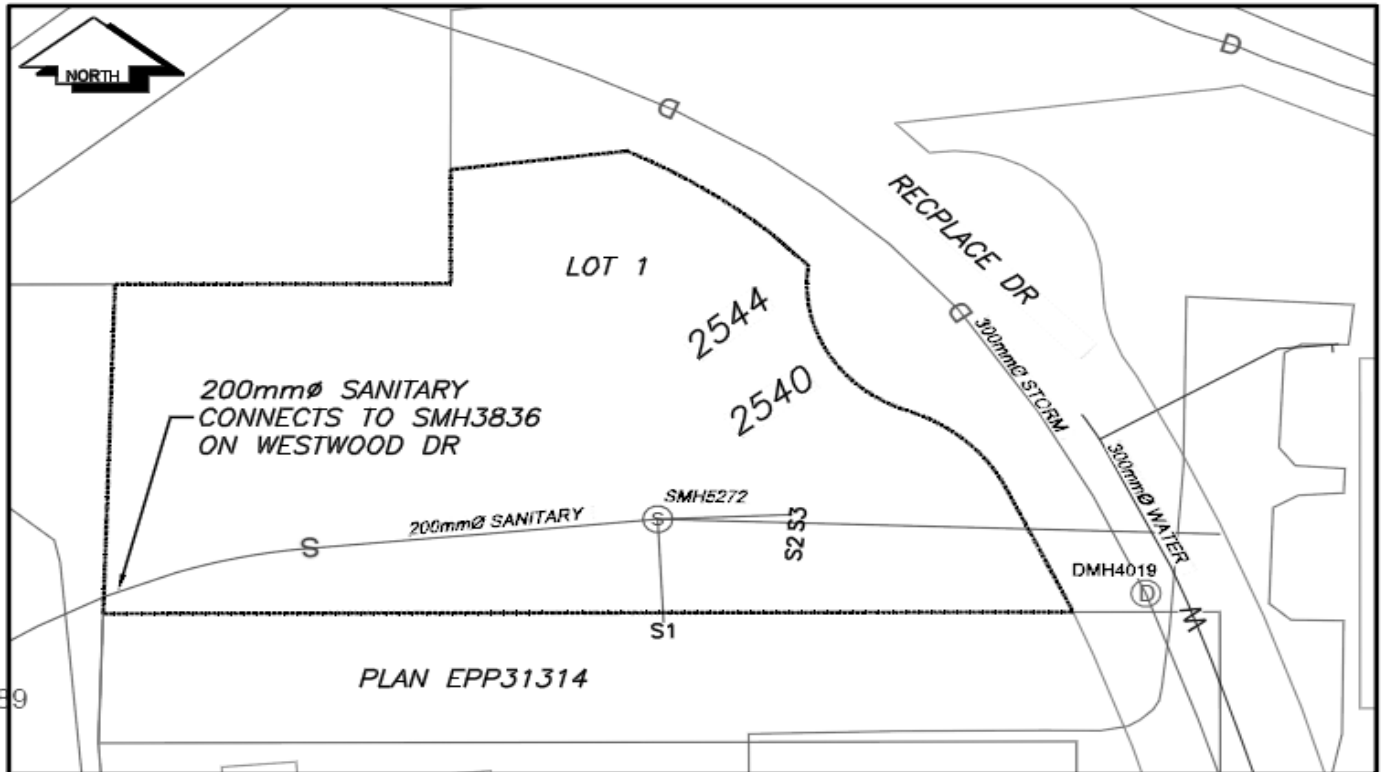 NORTH
D
D
RECPLACE DR
LOT 1
2544
2540
D
300mmØ STORM
200mmø SANITARY
CONNECTS TO SMH3836
ON WESTWOOD DR
300mmØ WATER
SMH5272
S
200mmØ SANITARY
S
S2 S3
DMH4019
D
W
S1
PLAN EPP31314
89